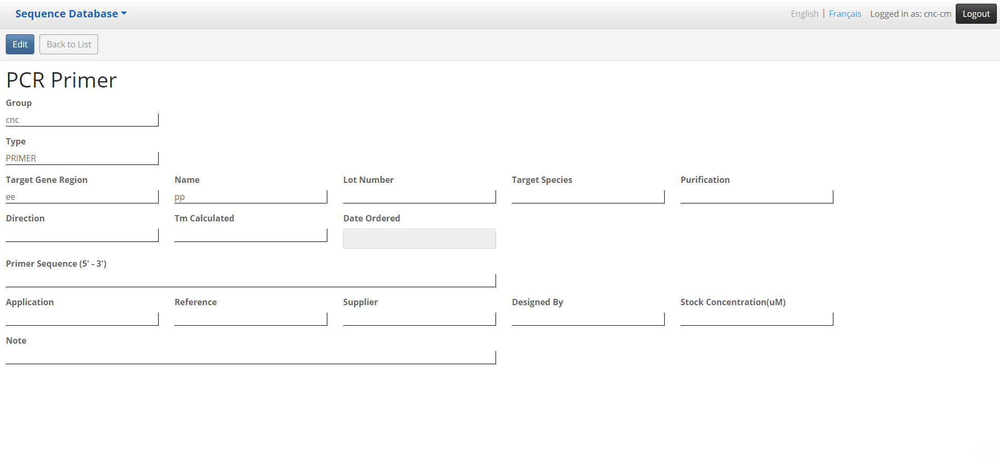 Sequence Database
English | Français Logged in as: cnc-cm Logout
Edit Back to List
PCR Primer
Group
cnc
Type
PRIMER
Target Gene Region Name Lot Number Target Species Purification
ee pp
Direction Tm Calculated Date Ordered
Primer Sequence (5' - 3')
Application Reference Supplier Designed By Stock Concentration(uM)
Note